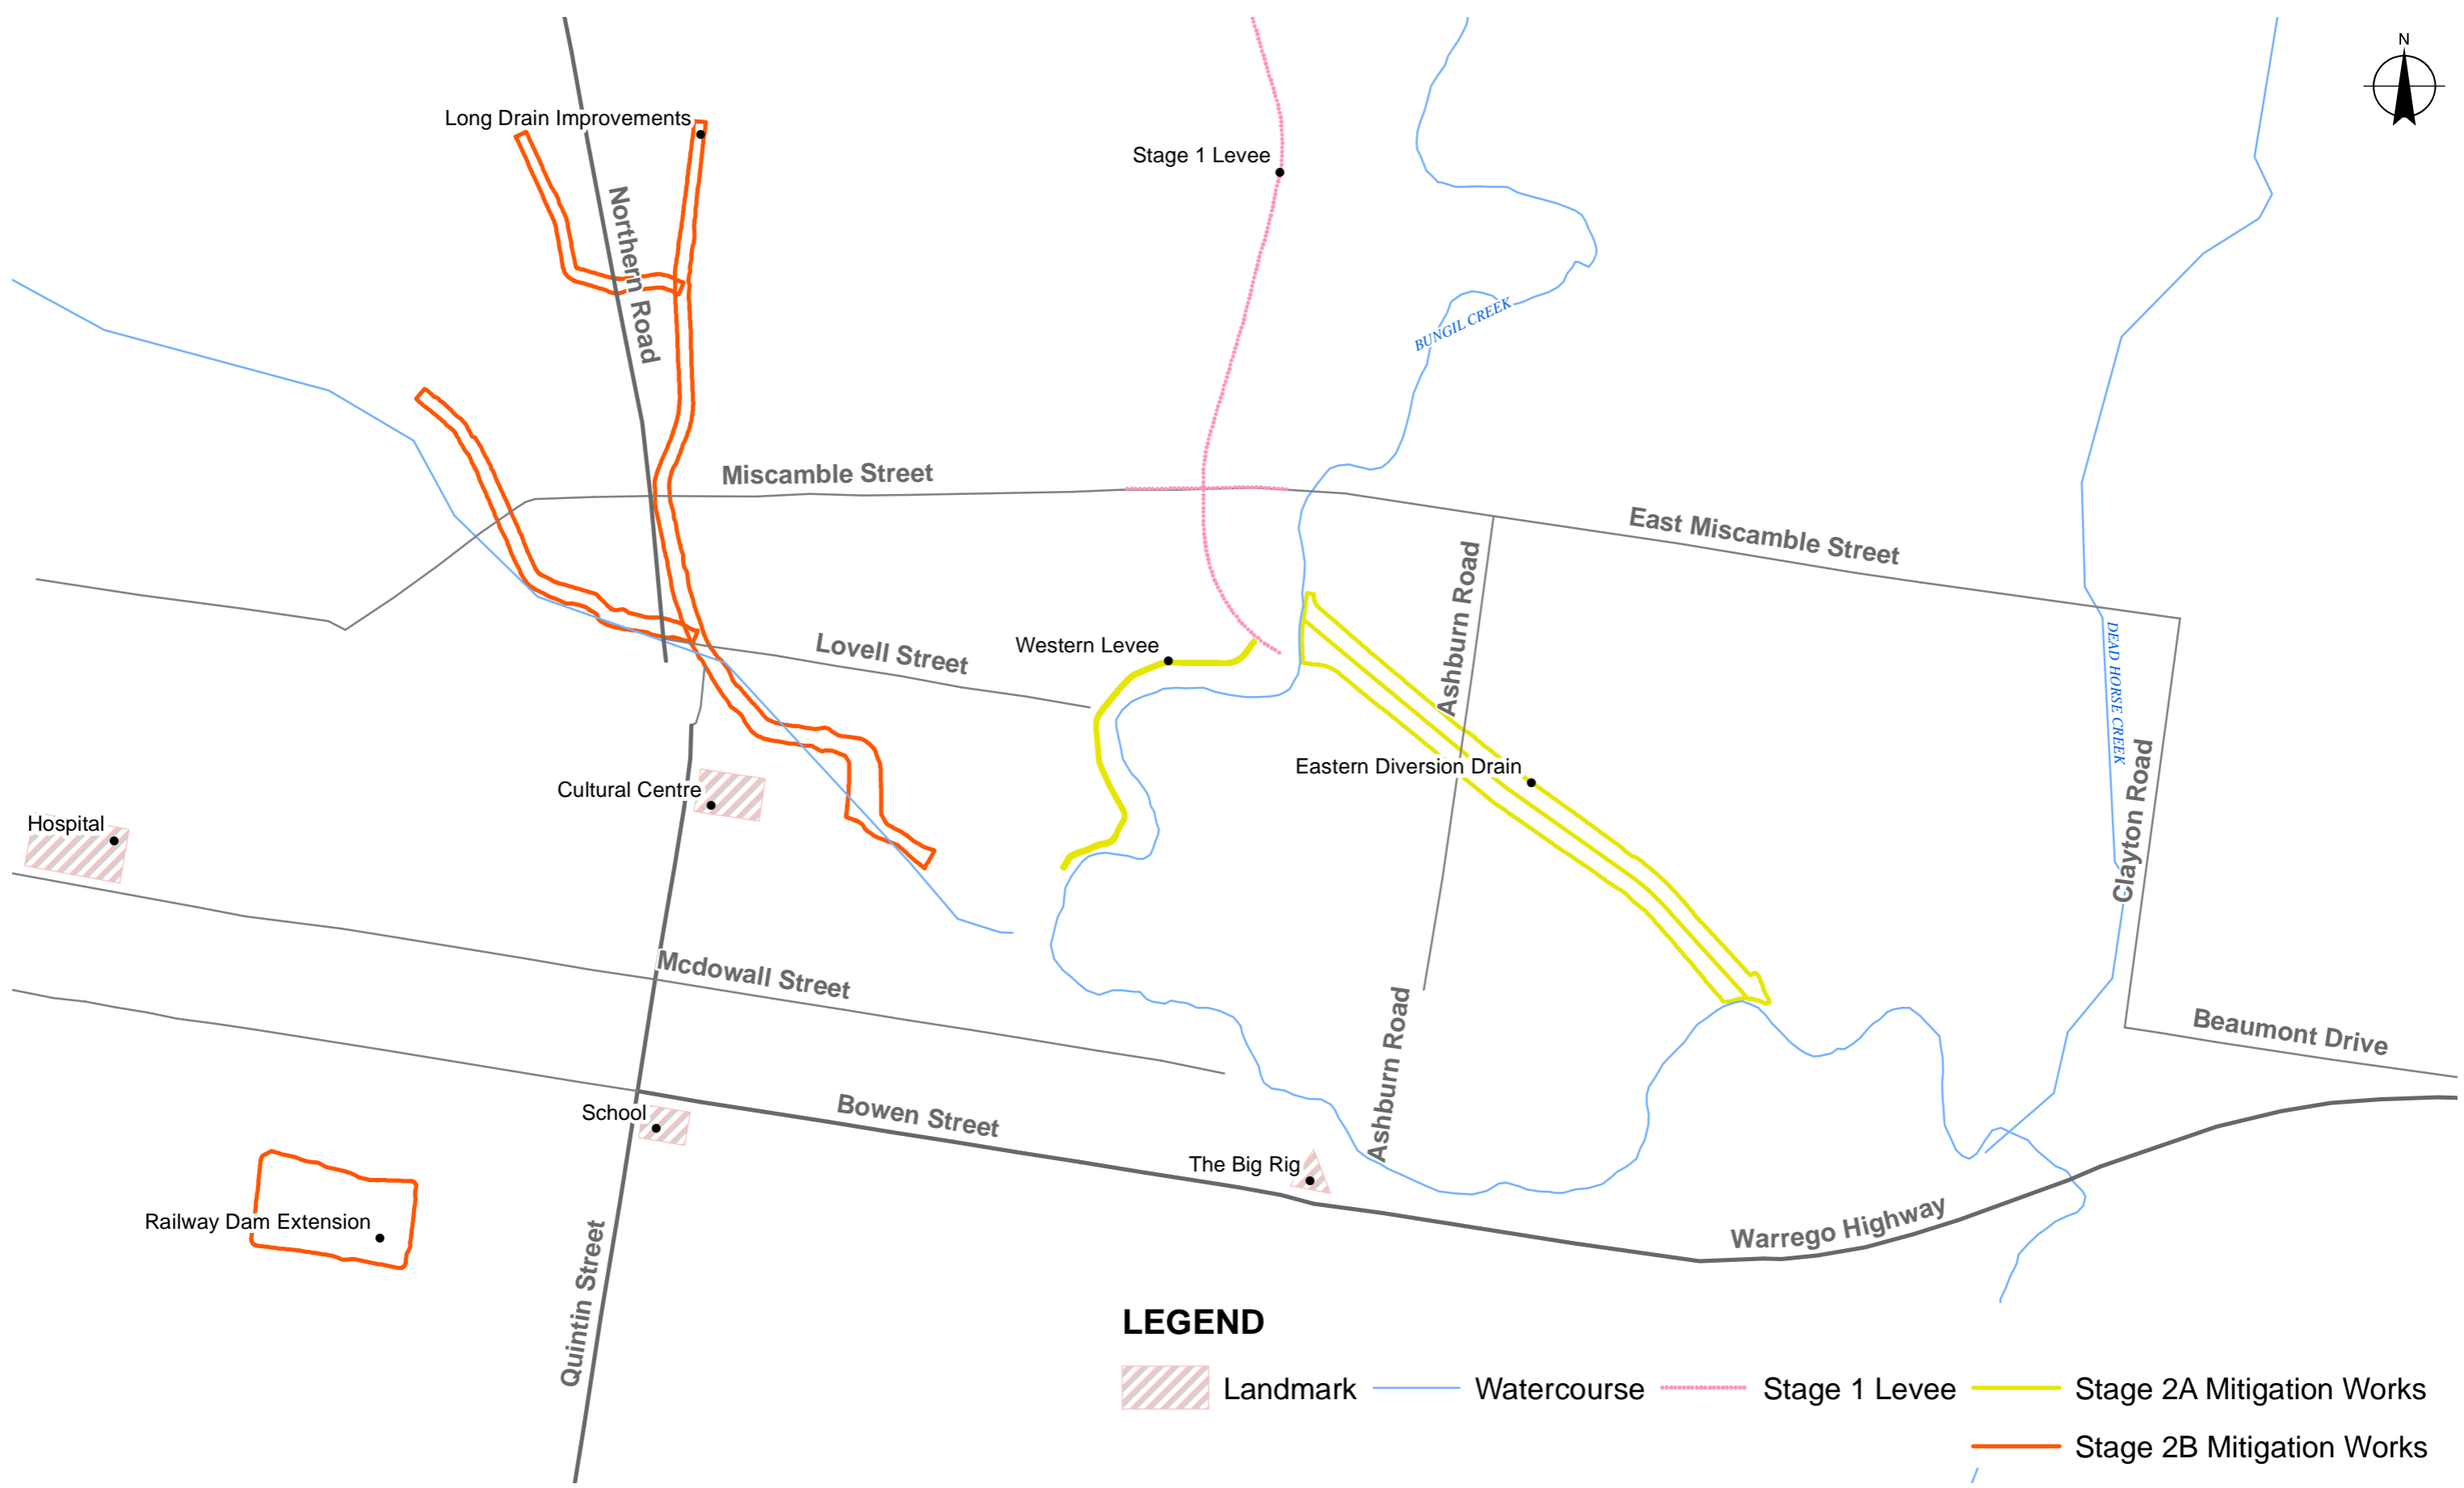 N
Long Drain Improvements
Stage 1 Levee
Northern Road
BUNGIL CREEK
Miscamble Street
East Miscamble Street
Ashburn Road
Western Levee
Lovell Street
DEAD HORSE CREEK
Eastern Diversion Drain
Cultural Centre
Clayton Road
Hospital
Mcdowall Street
Beaumont Drive
Ashburn Road
School
Bowen Street
The Big Rig
Railway Dam Extension
Warrego Highway
Quintin Street
LEGEND
Landmark
Watercourse
Stage 1 Levee
Stage 2A Mitigation Works
Stage 2B Mitigation Works